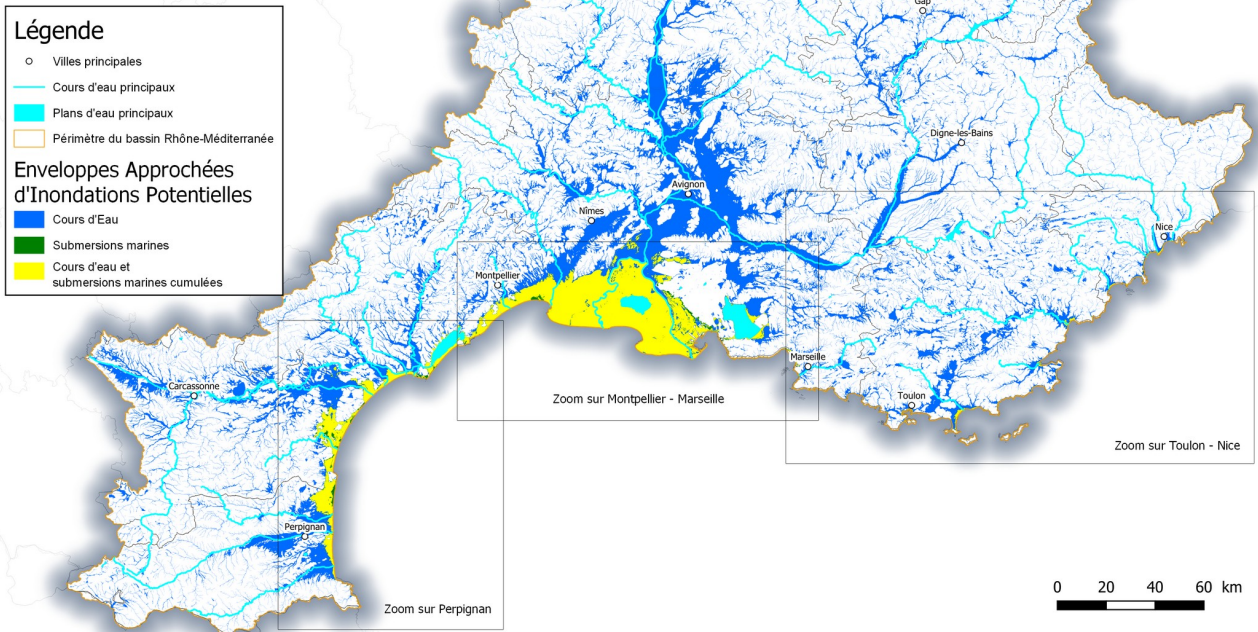 Légende
Villes principales
Cours d'eau principaux
Plans d'eau principaux
Périmètre du bassin Rhône-Méditerranée
Enveloppes Approchées
d'Inondations Potentielles
Cours d'Eau
Submersions marines
Cours d'eau et
submersions marines cumulées
Gap
Digne-les-Bains
Avignon
Nîmes
Nice
Montpellier
Marseille
Carcassonne
Toulon
Zoom sur Montpellier - Marseille
Zoom sur Toulon - Nice
Perpignan
Zoom sur Perpignan
0 20 40 60 km